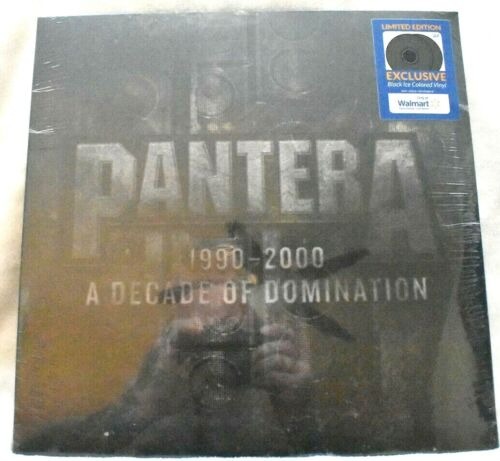 LIMITED EDITION
EXCLUSIVE
Black Ice Colored Vinyl
Walmart
PANTERA
1990-2000
A DECADE OF DOMINATION